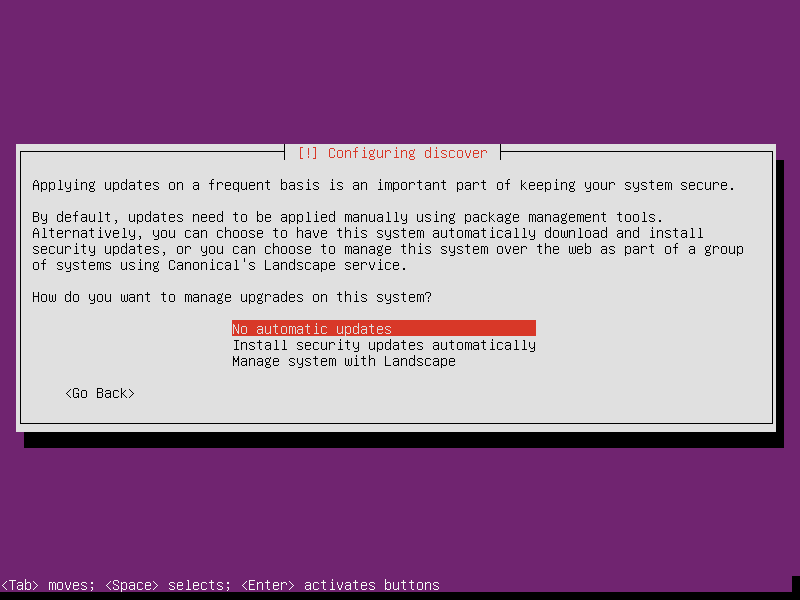 [!] Configuring discover
Applying updates on a frequent basis is an important part of keeping your system secure.
By default, updates need to be applied manually using package management tools.
Alternatively, you can choose to have this system automatically download and install
security updates, or you can choose to manage this system over the web as part of a group
of systems using Canonical's Landscape service.
How do you want to manage upgrades on this system?
No automatic updates
Install security updates automatically
Manage system with Landscape
<Go Back>
<Tab> moves; <Space> selects; <Enter> activates buttons